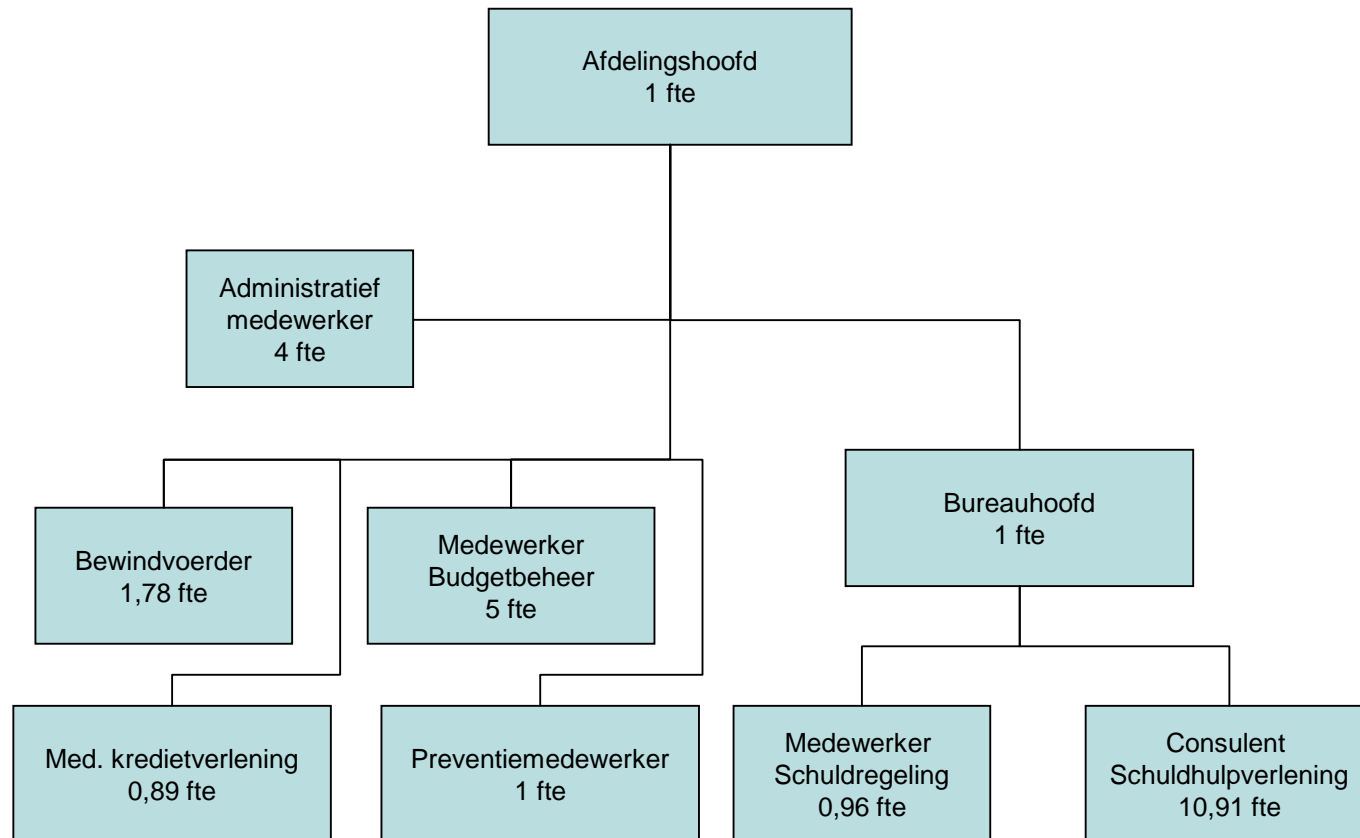 Afdelingshoofd
1 fte
Administratief
medewerker
4 fte
Bureauhoofd
1 fte
Bewindvoerder
1,78 fte
Medewerker
Budgetbeheer
5 fte
Med. kredietverlening
0,89 fte
Preventiemedewerker
1 fte
Medewerker
Schuldregeling
0,96 fte
Consulent
Schuldhulpverlening
10,91 fte